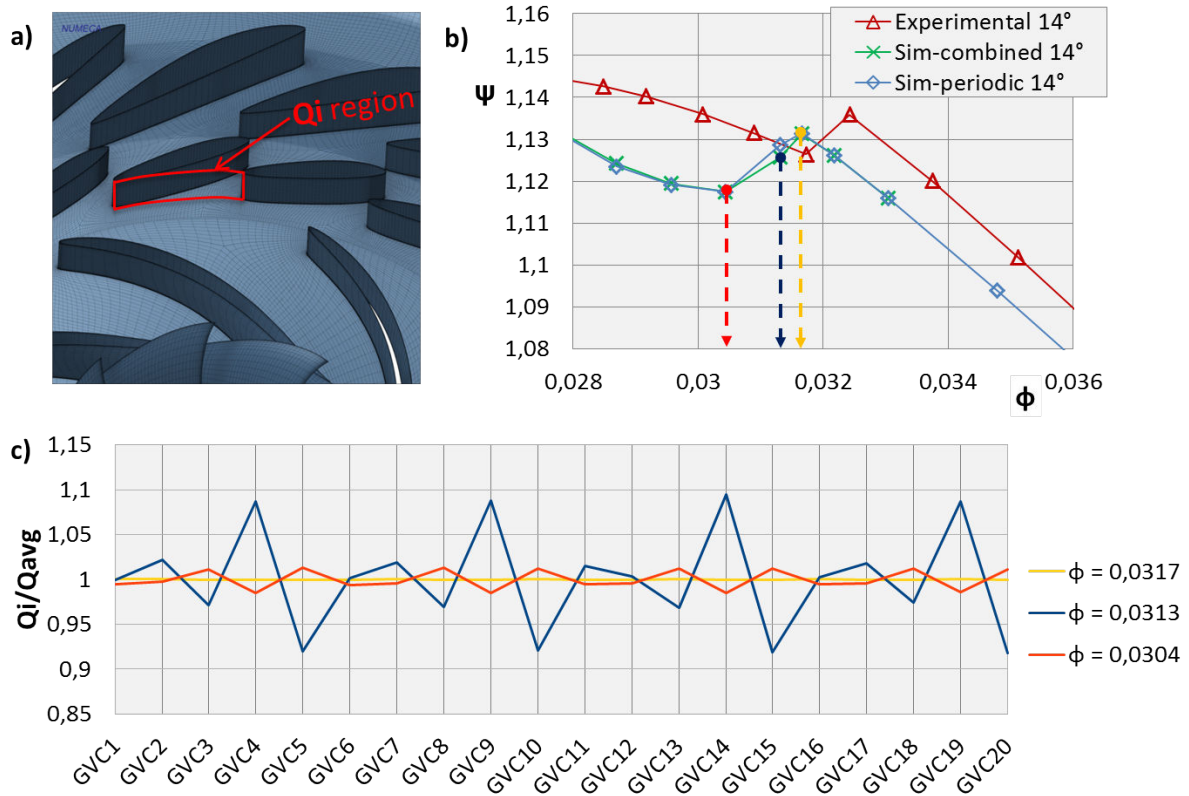 a)
NUMECA
Qi region
b)
Ψ
1,16
1,15
1,14
1,13
1,12
1,11
1,1
1,09
1,08
0,028
0,03
0,032
0,034
0,036
ϕ
Experimental 14°
Sim-combined 14°
Sim-periodic 14°
c)
Qi/Qavg
1,15
1,1
1,05
1
0,95
0,9
0,85
GVC1
GVC2
GVC3
GVC4
GVC5
GVC6
GVC7
GVC8
GVC9
GVC10
GVC11
GVC12
GVC13
GVC14
GVC15
GVC16
GVC17
GVC18
GVC19
GVC20
ϕ = 0,0317
ϕ = 0,0313
ϕ = 0,0304